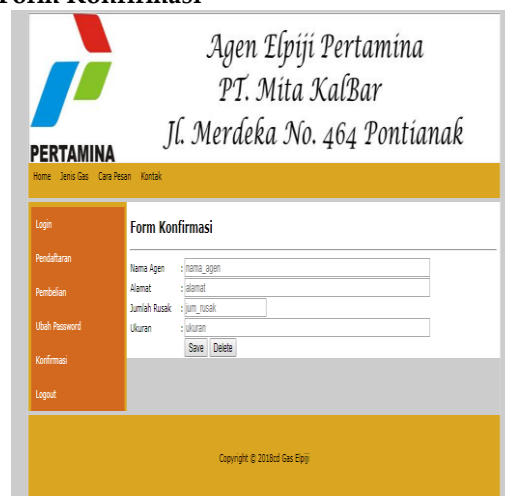 Form Konfirmasi
Agen Elpiji Pertamina
PT. Mita KalBar
Jl. Merdeka No. 464 Pontianak
PERTAMINA
Home Jenis Gas Cara Pesan Kontak
Login
Pendaftaran
Pembelian
Ubah Password
Konfirmasi
Logout
Form Konfirmasi
Nama Agen : nama_agen
Alamat : alamat
Jumlah Rusak : jum_rusak
Ukuran : ukuran
Save Delete
Copyright © 2018cd Gas Elpiji